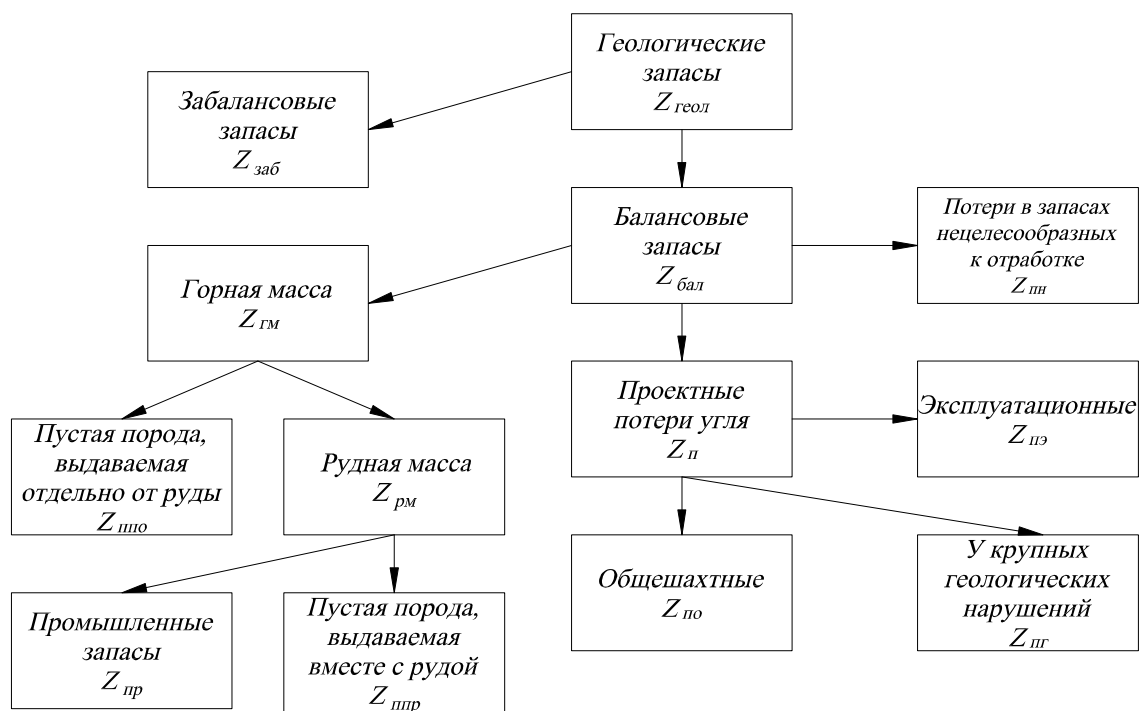 Геологические
запасы
Z геол
Забалансовые
запасы
Z заб
Балансовые
запасы
Z бал
Потери в запасах
нецелесообразных
к отработке
Z пн
Горная масса
Z гм
Проектные
потери угля
Z п
Эксплуатационные
Z пэ
Пустая порода,
выдаваемая
отдельно от руды
Z ппо
Рудная масса
Z рм
Общешахтные
Z по
У крупных
геологических
нарушений
Z пг
Промышленные
запасы
Z пр
Пустая порода,
выдаваемая
вместе с рудой
Z ппр